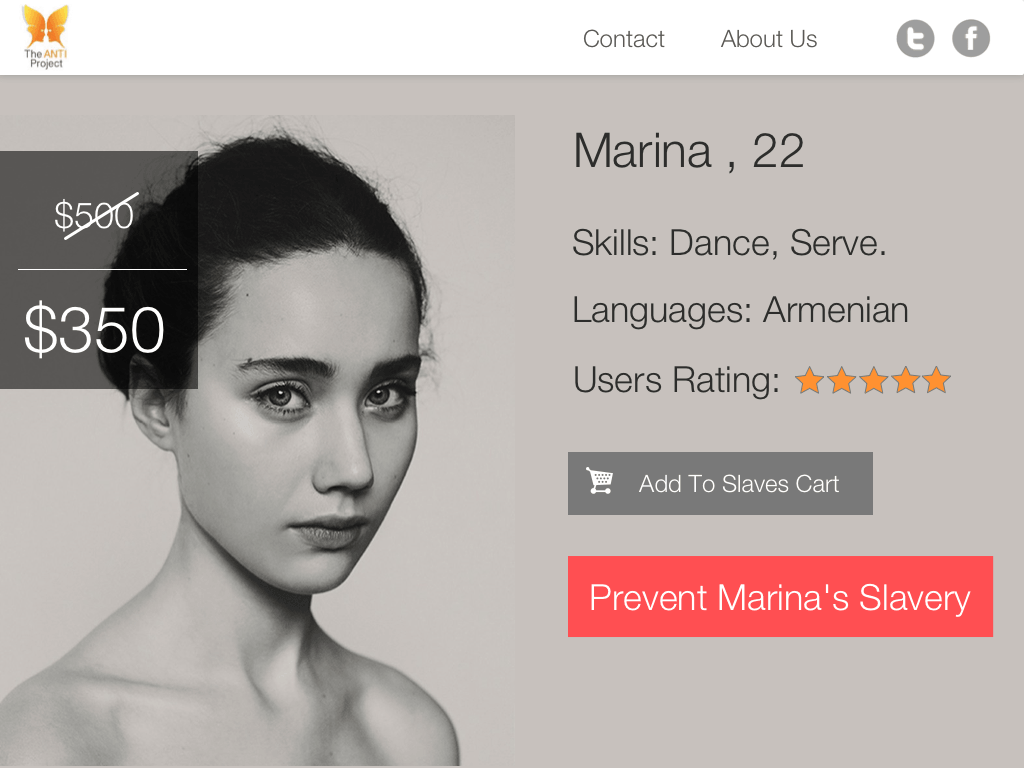 The ANTI
Project
Contact
About Us
$500
$350
Marina , 22
Skills: Dance, Serve.
Languages: Armenian
Users Rating:
Add To Slaves Cart
Prevent Marina's Slavery